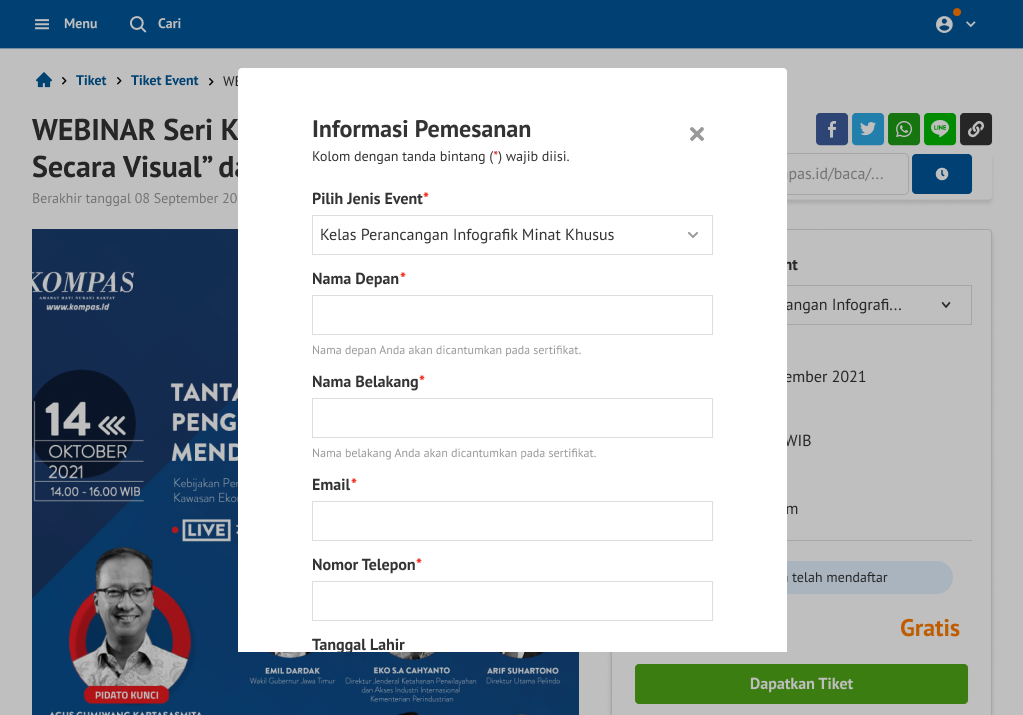 Menu
Cari
Tiket
Tiket Event
WEBINAR Seri K
Secara Visual” da
Berakhir tanggal 08 September 20
pas.id/baca/...
KOMPAS
AMANAT HATI NURANI RAKYAT
www.kompas.id
14
OKTOBER
2021
14.00 - 16.00 WIB
TANTA
PENG
MEND
Kebijakan Per
Kawasan Eko
LIVE
PIDATO KUNCI
AGUS GUMIWANG KARTASASMITA
EMIL DARDAK
Wakil Gubernur Jawa Timur
EKO S.A CAHYANTO
Direktur Jenderal Ketahanan Perwilayahan
dan Akses Industri Internasional
Kementerian Perindustrian
ARIF SUHARTONO
Direktur Utama Pelindo
Informasi Pemesanan
Kolom dengan tanda bintang (*) wajib diisi.
Pilih Jenis Event*
Kelas Perancangan Infografik Minat Khusus
Nama Depan*
Nama depan Anda akan dicantumkan pada sertifikat.
Nama Belakang*
Nama belakang Anda akan dicantumkan pada sertifikat.
Email*
Nomor Telepon*
Tanggal Lahir
nt
angan Infografi...
ember 2021
WIB
m
telah mendaftar
Gratis
Dapatkan Tiket